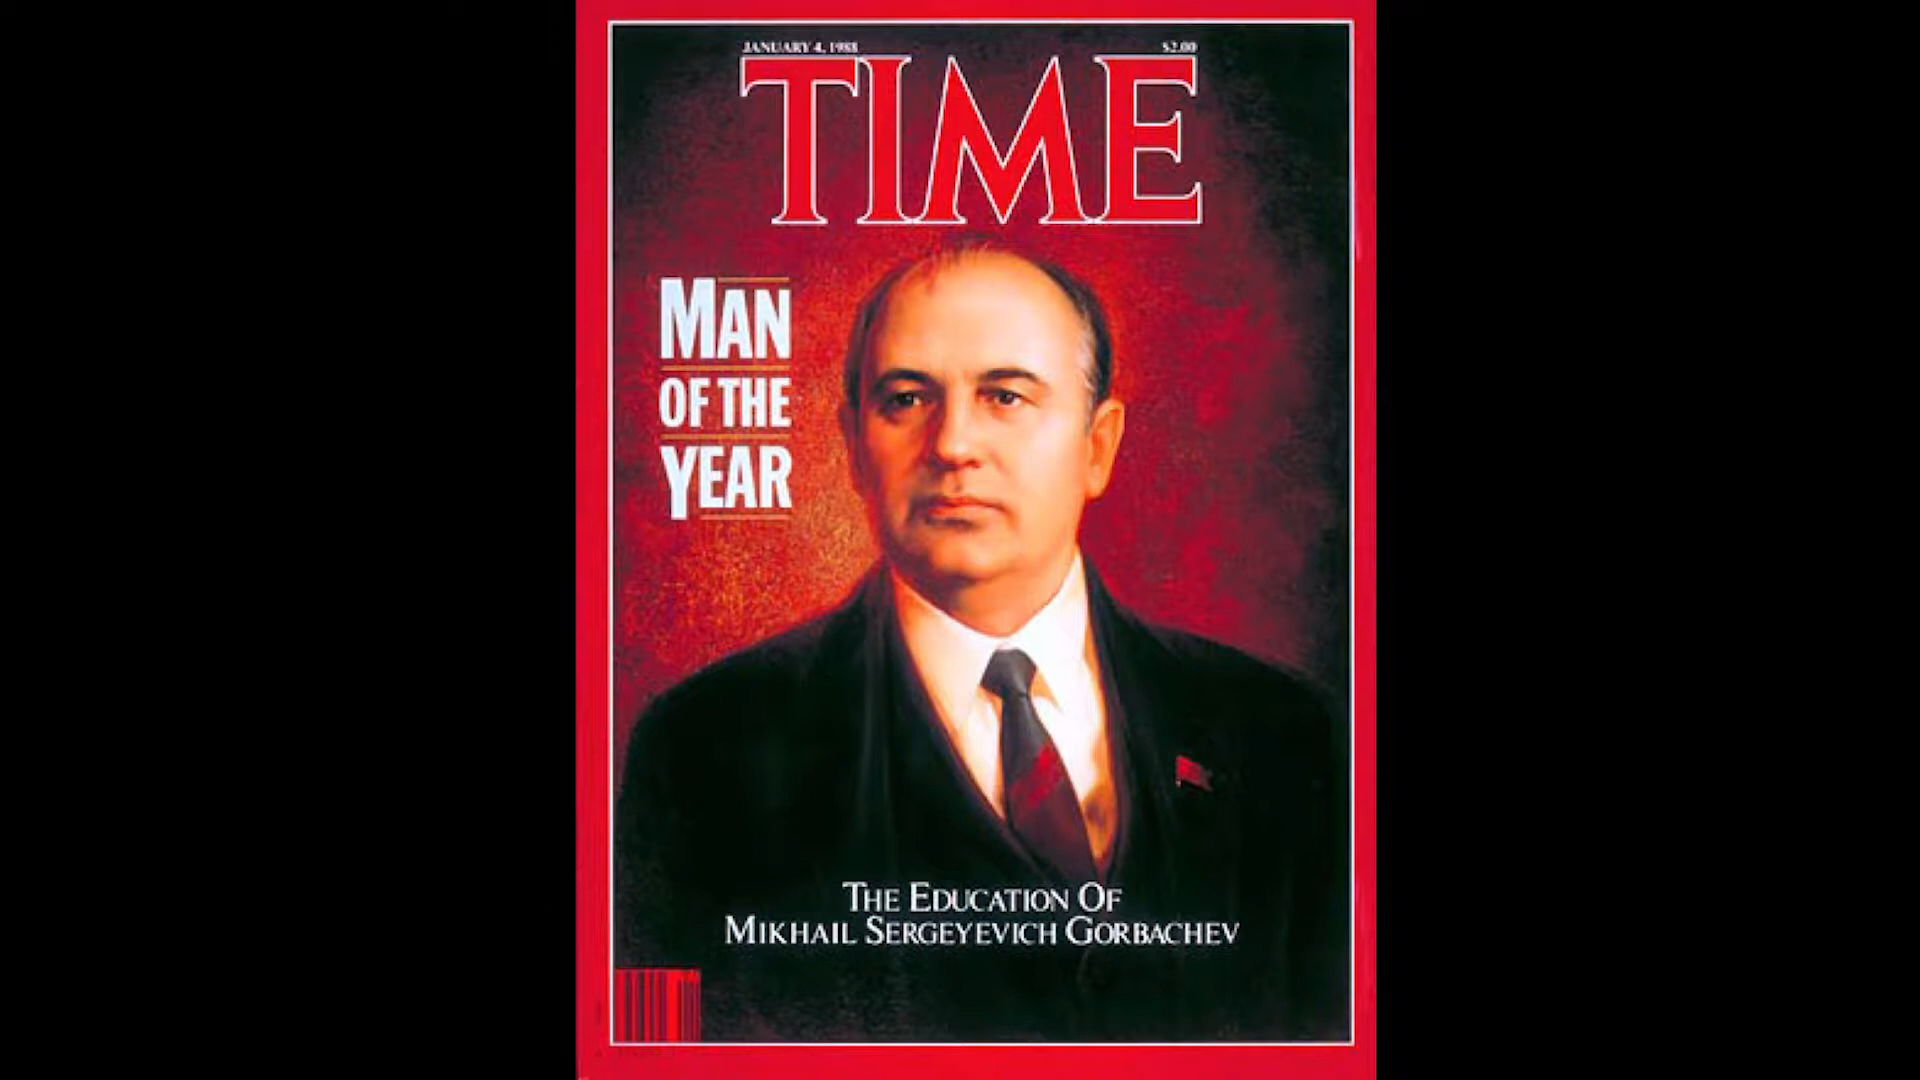 JANUARY 4, 1988 $2.00
TIME
MAN
OF THE
YEAR
THE EDUCATION OF
MIKHAIL SERGEYEVICH GORBACHEV